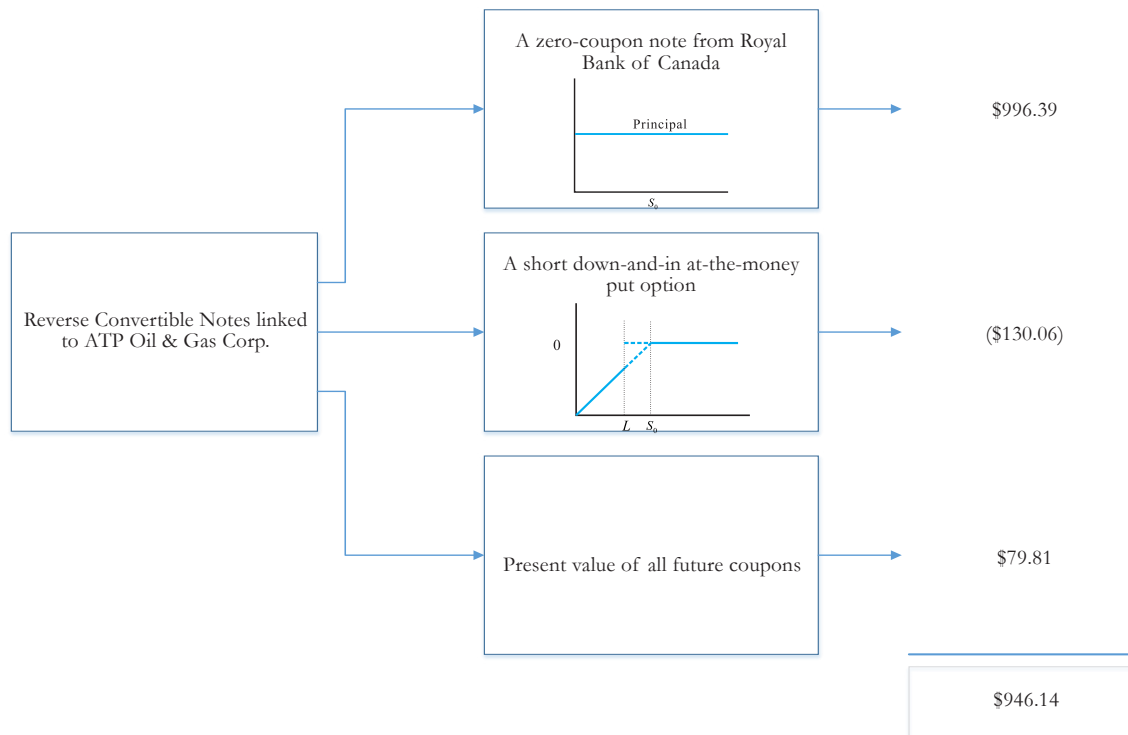 A zero-coupon note from Royal
Bank of Canada
Principal
S₀
$996.39
Reverse Convertible Notes linked
to ATP Oil & Gas Corp.
A short down-and-in at-the-money
put option
0
L S₀
($130.06)
Present value of all future coupons
$79.81
$946.14